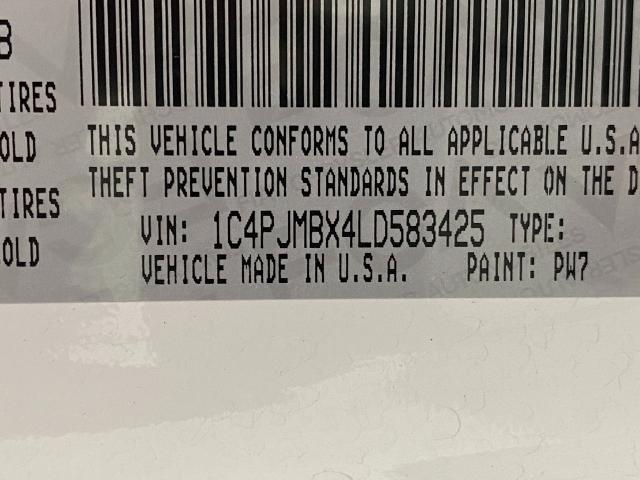 B
TIRES
OLD
TIRES
OLD
THIS VEHICLE CONFORMS TO ALL APPLICABLE U.S.A
THEFT PREVENTION STANDARDS IN EFFECT ON THE D
VIN: 1C4PJMBX4LD583425 TYPE:
VEHICLE MADE IN U.S.A. PAINT: PW7